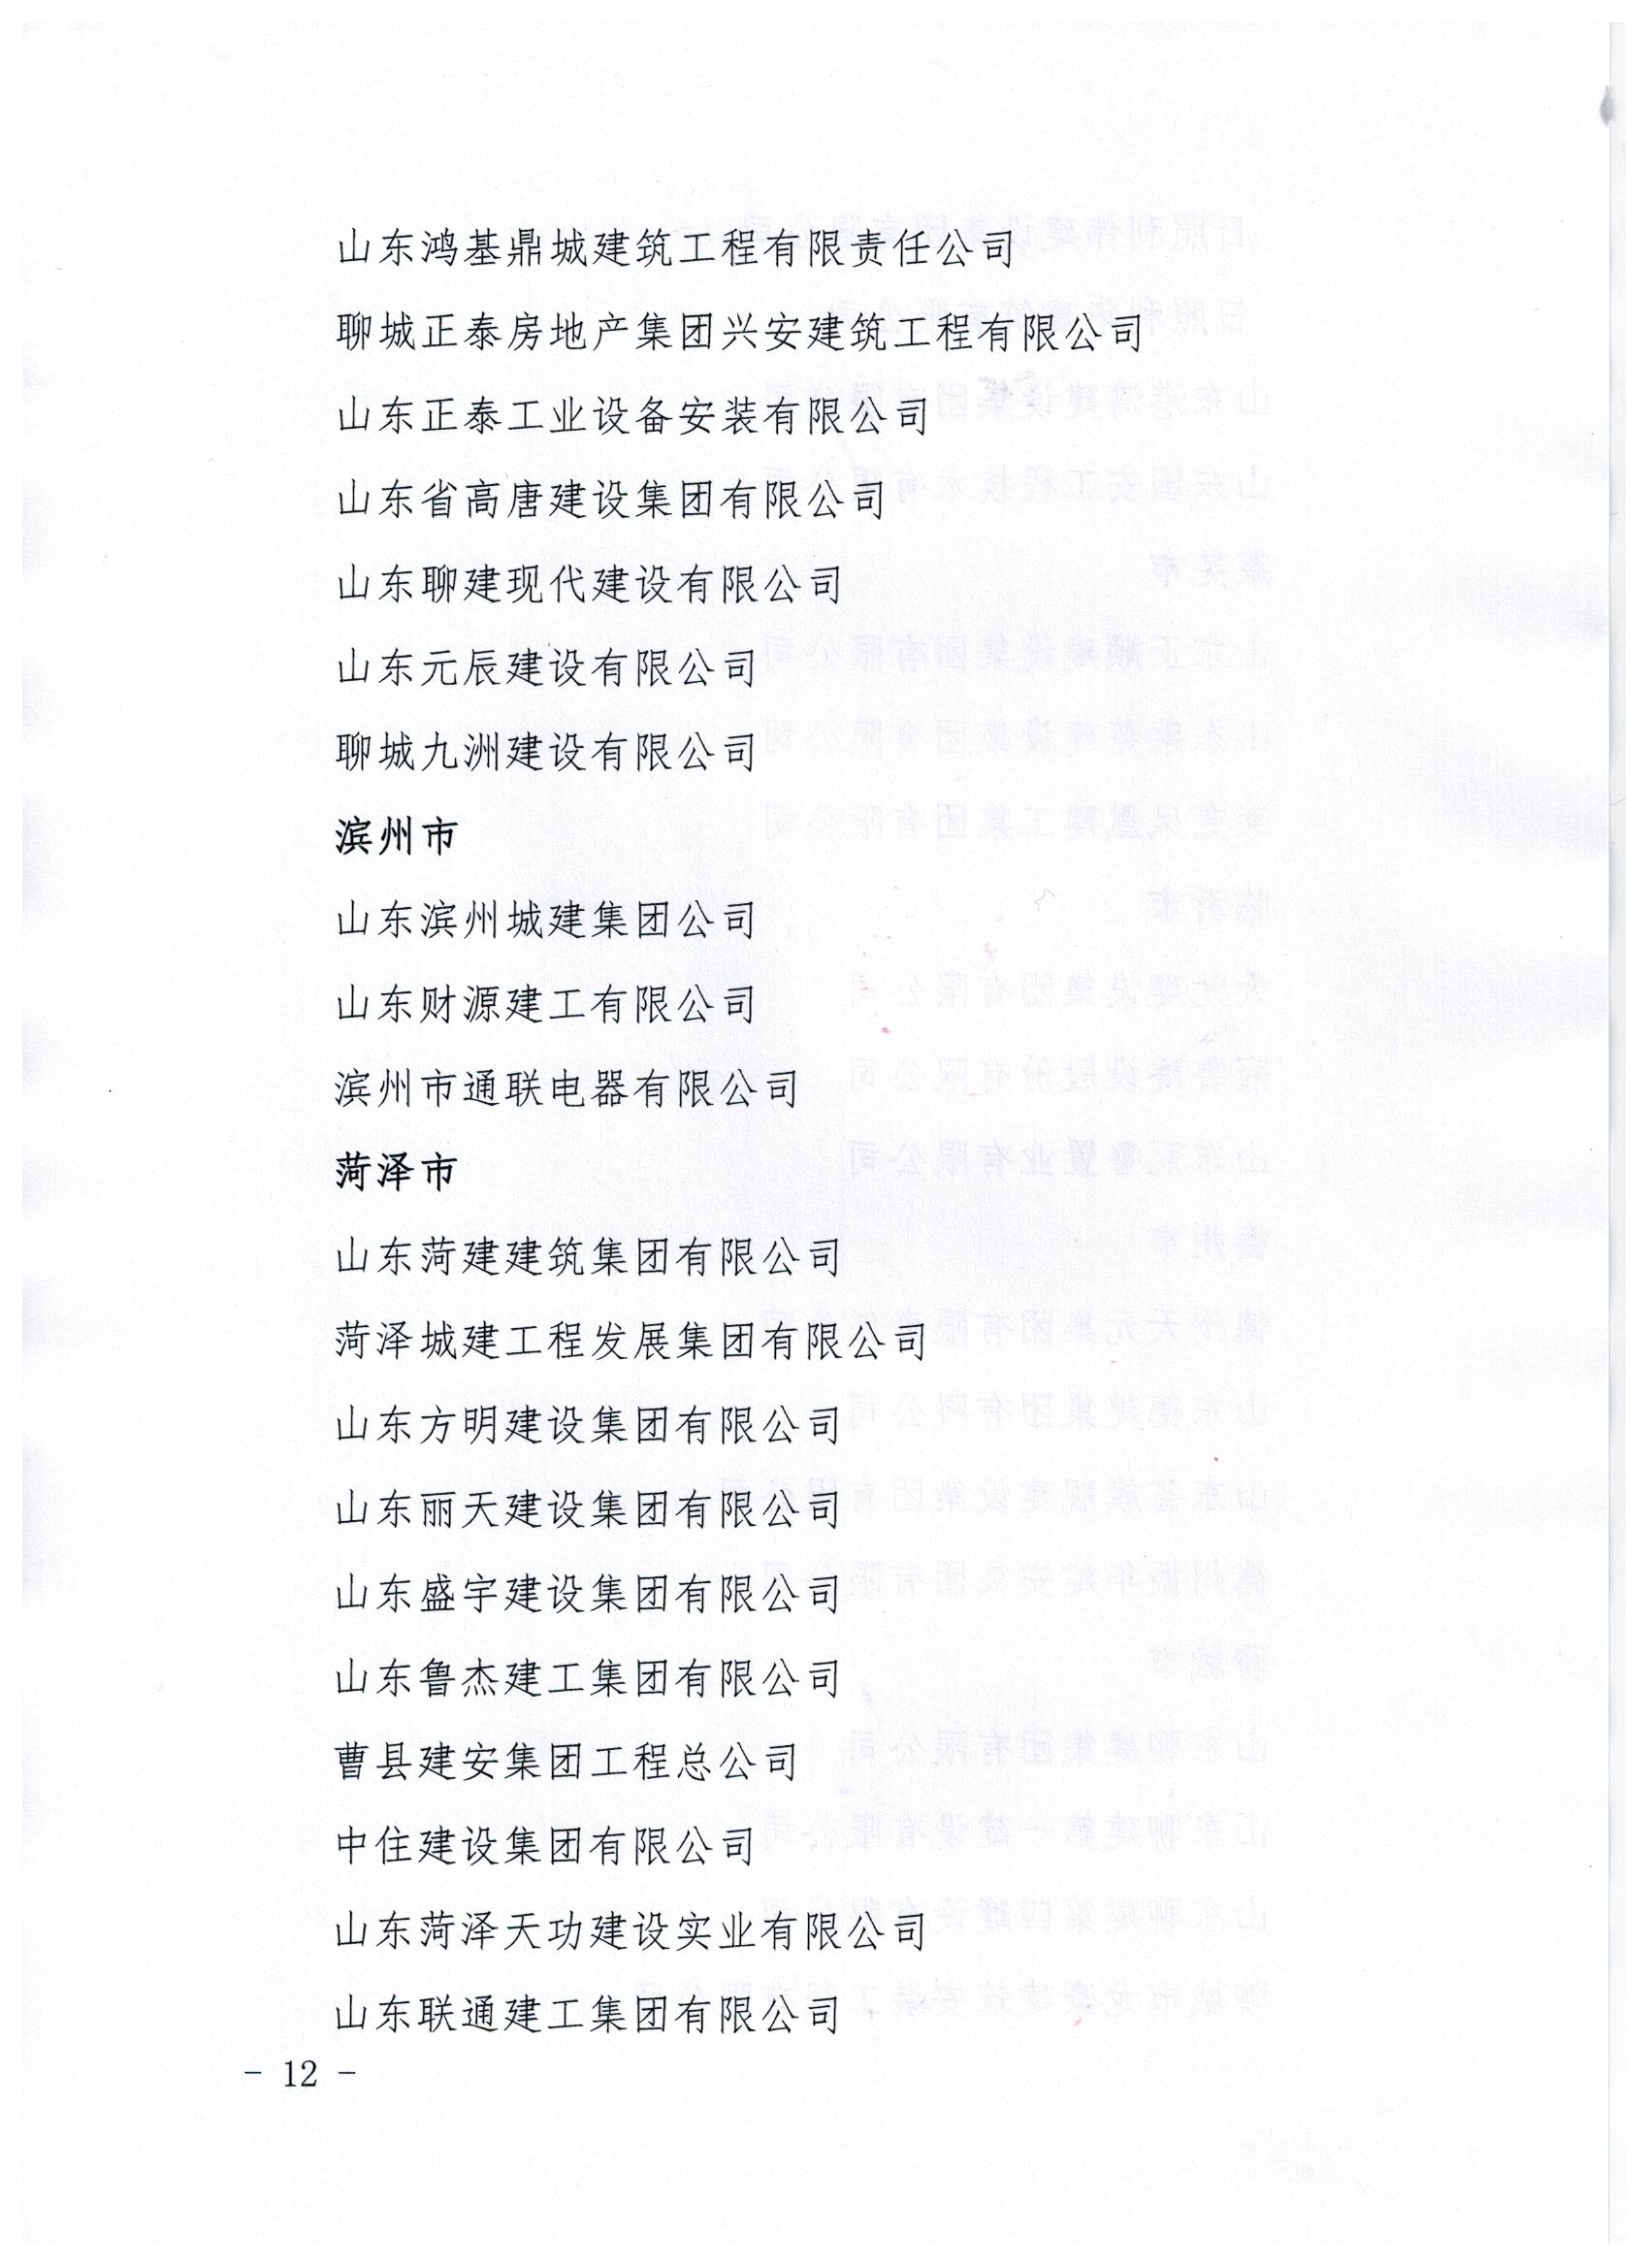 山东鸿基鼎城建筑工程有限责任公司
聊城正泰房地产集团兴安建筑工程有限公司
山东正泰工业设备安装有限公司
山东省高唐建设集团有限公司
山东聊建现代建设有限公司
山东元辰建设有限公司
聊城九洲建设有限公司
滨州市
山东滨州城建集团公司
山东财源建工有限公司
滨州市通联电器有限公司
菏泽市
山东菏建建筑集团有限公司
菏泽城建工程发展集团有限公司
山东方明建设集团有限公司
山东丽天建设集团有限公司
山东盛宇建设集团有限公司
山东鲁杰建工集团有限公司
曹县建安集团工程总公司
中住建设集团有限公司
山东菏泽天功建设实业有限公司
山东联通建工集团有限公司
- 12 -